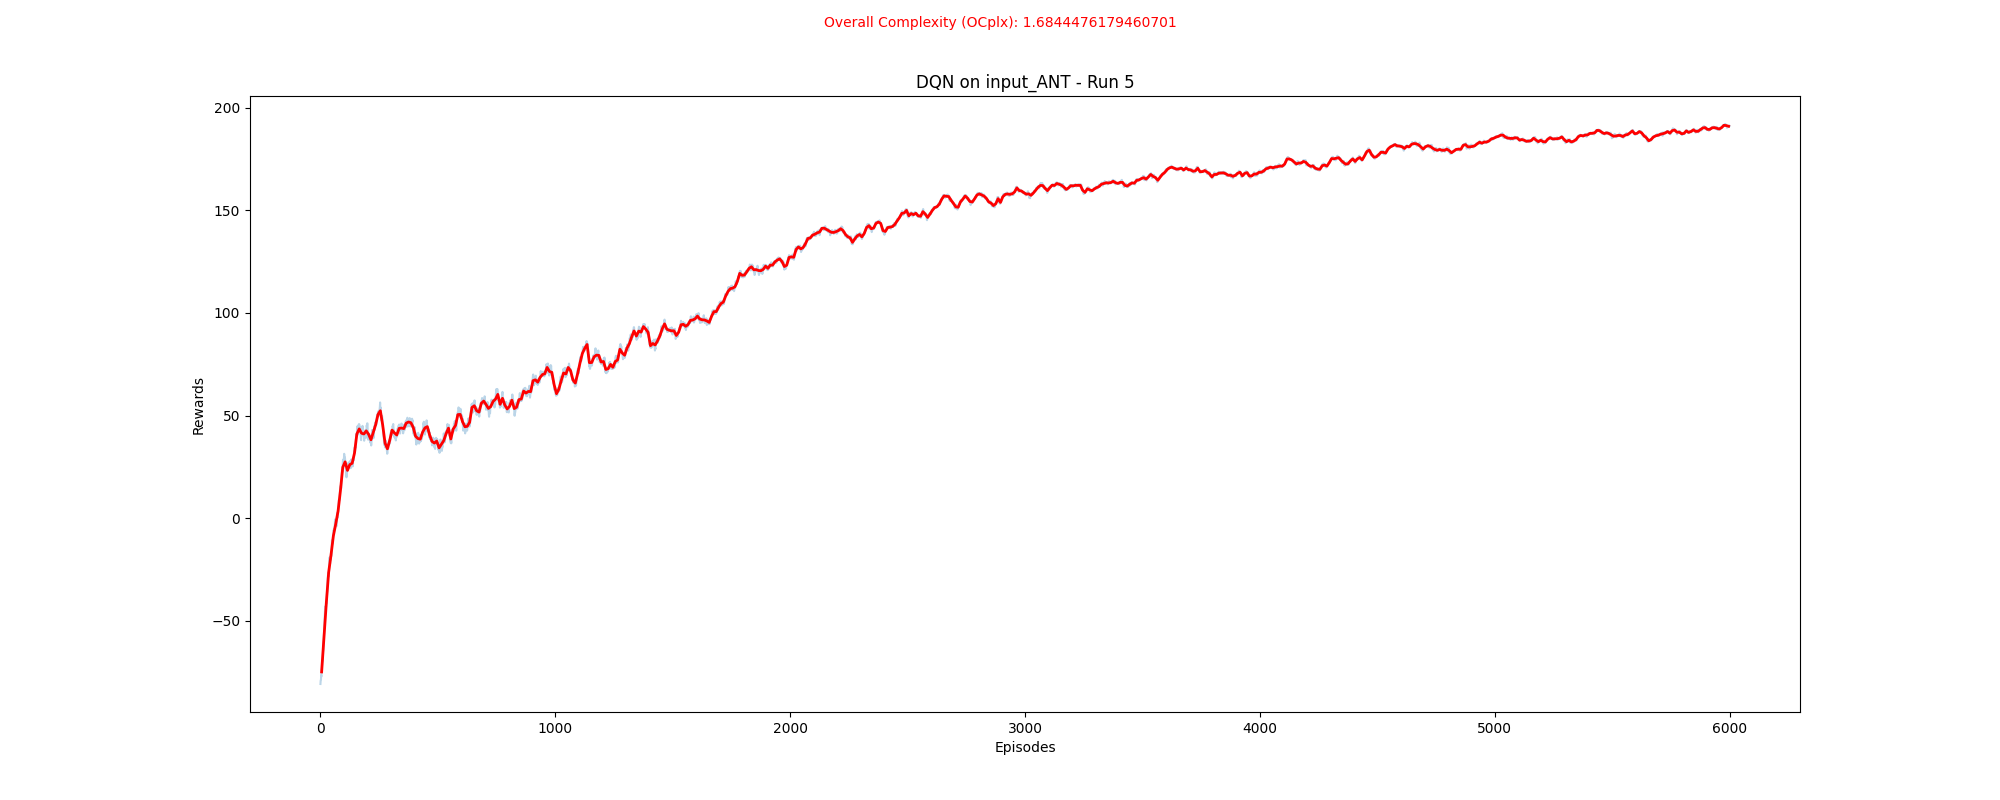 Overall Complexity (OCplx): 1.6844476179460701
DQN on input_ANT - Run 5
200
150
100
50
0
−50
Rewards
0 1000 2000 3000 4000 5000 6000
Episodes